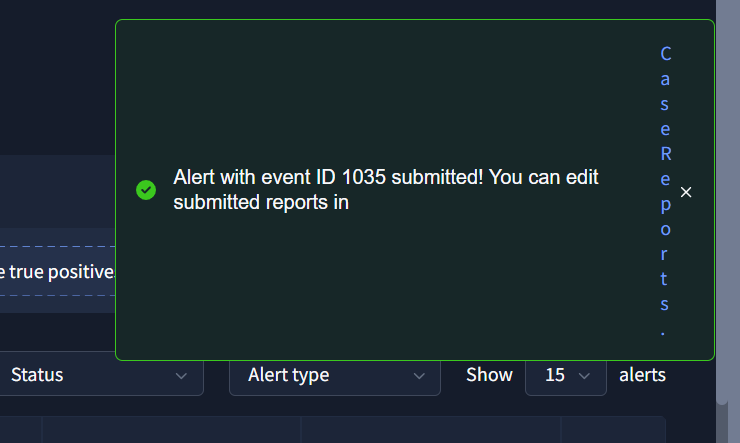 Alert with event ID 1035 submitted! You can edit
submitted reports in
C
a
s
e
R
e
p
o
r
t
s
.
e true positive
Status
Alert type
Show
15
alerts